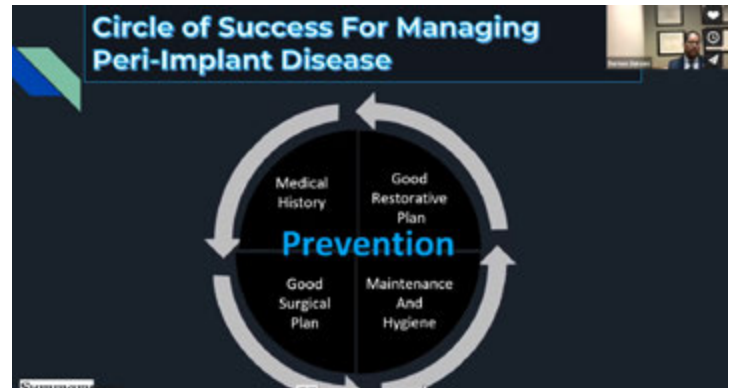 Circle of Success For Managing
Peri-Implant Disease
Medical
History
Good
Restorative
Plan
Prevention
Good
Surgical
Plan
Maintenance
And
Hygiene